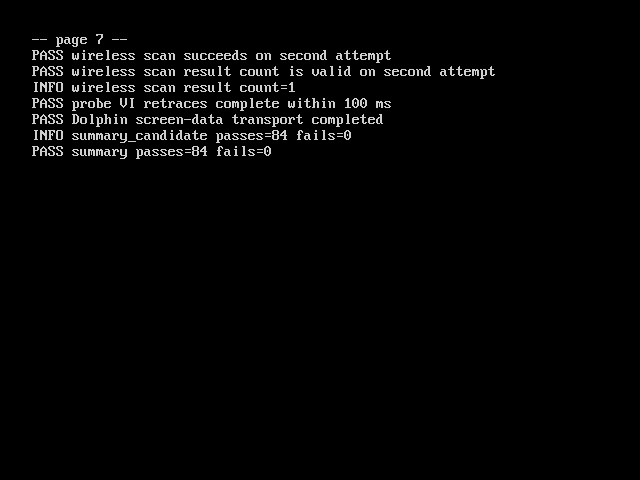 -- page 7 --
PASS wireless scan succeeds on second attempt
PASS wireless scan result count is valid on second attempt
INFO wireless scan result count=1
PASS probe VI retraces complete within 100 ms
PASS Dolphin screen-data transport completed
INFO summary_candidate passes=84 fails=0
PASS summary passes=84 fails=0